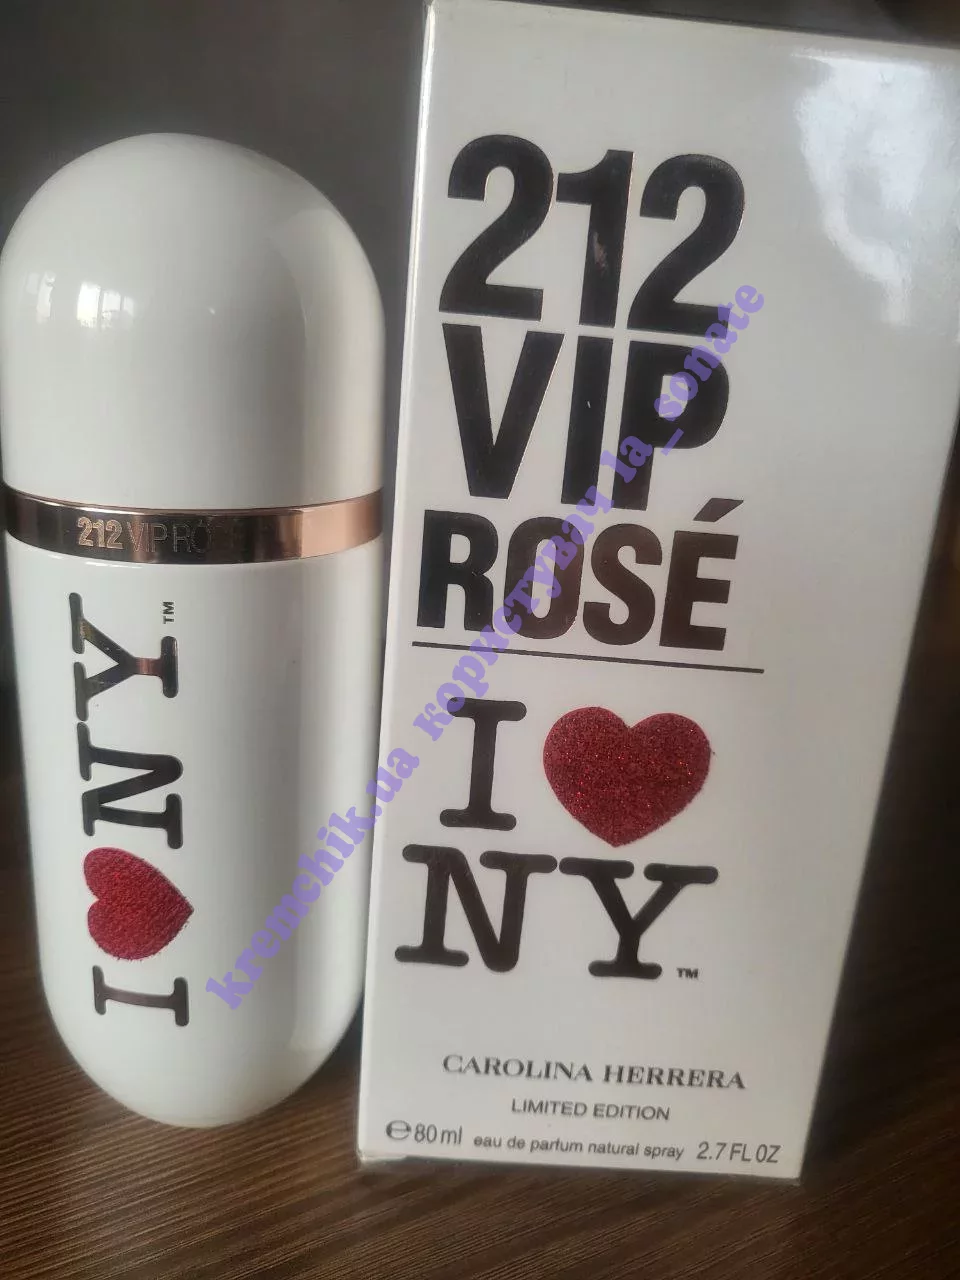 212 VIP RO
I NY™
212
VIP
ROSÉ
I
NY™
CAROLINA HERRERA
LIMITED EDITION
℮80ml eau de parfum natural spray 2.7 FL OZ
kremchik.ua користувач la_sonate